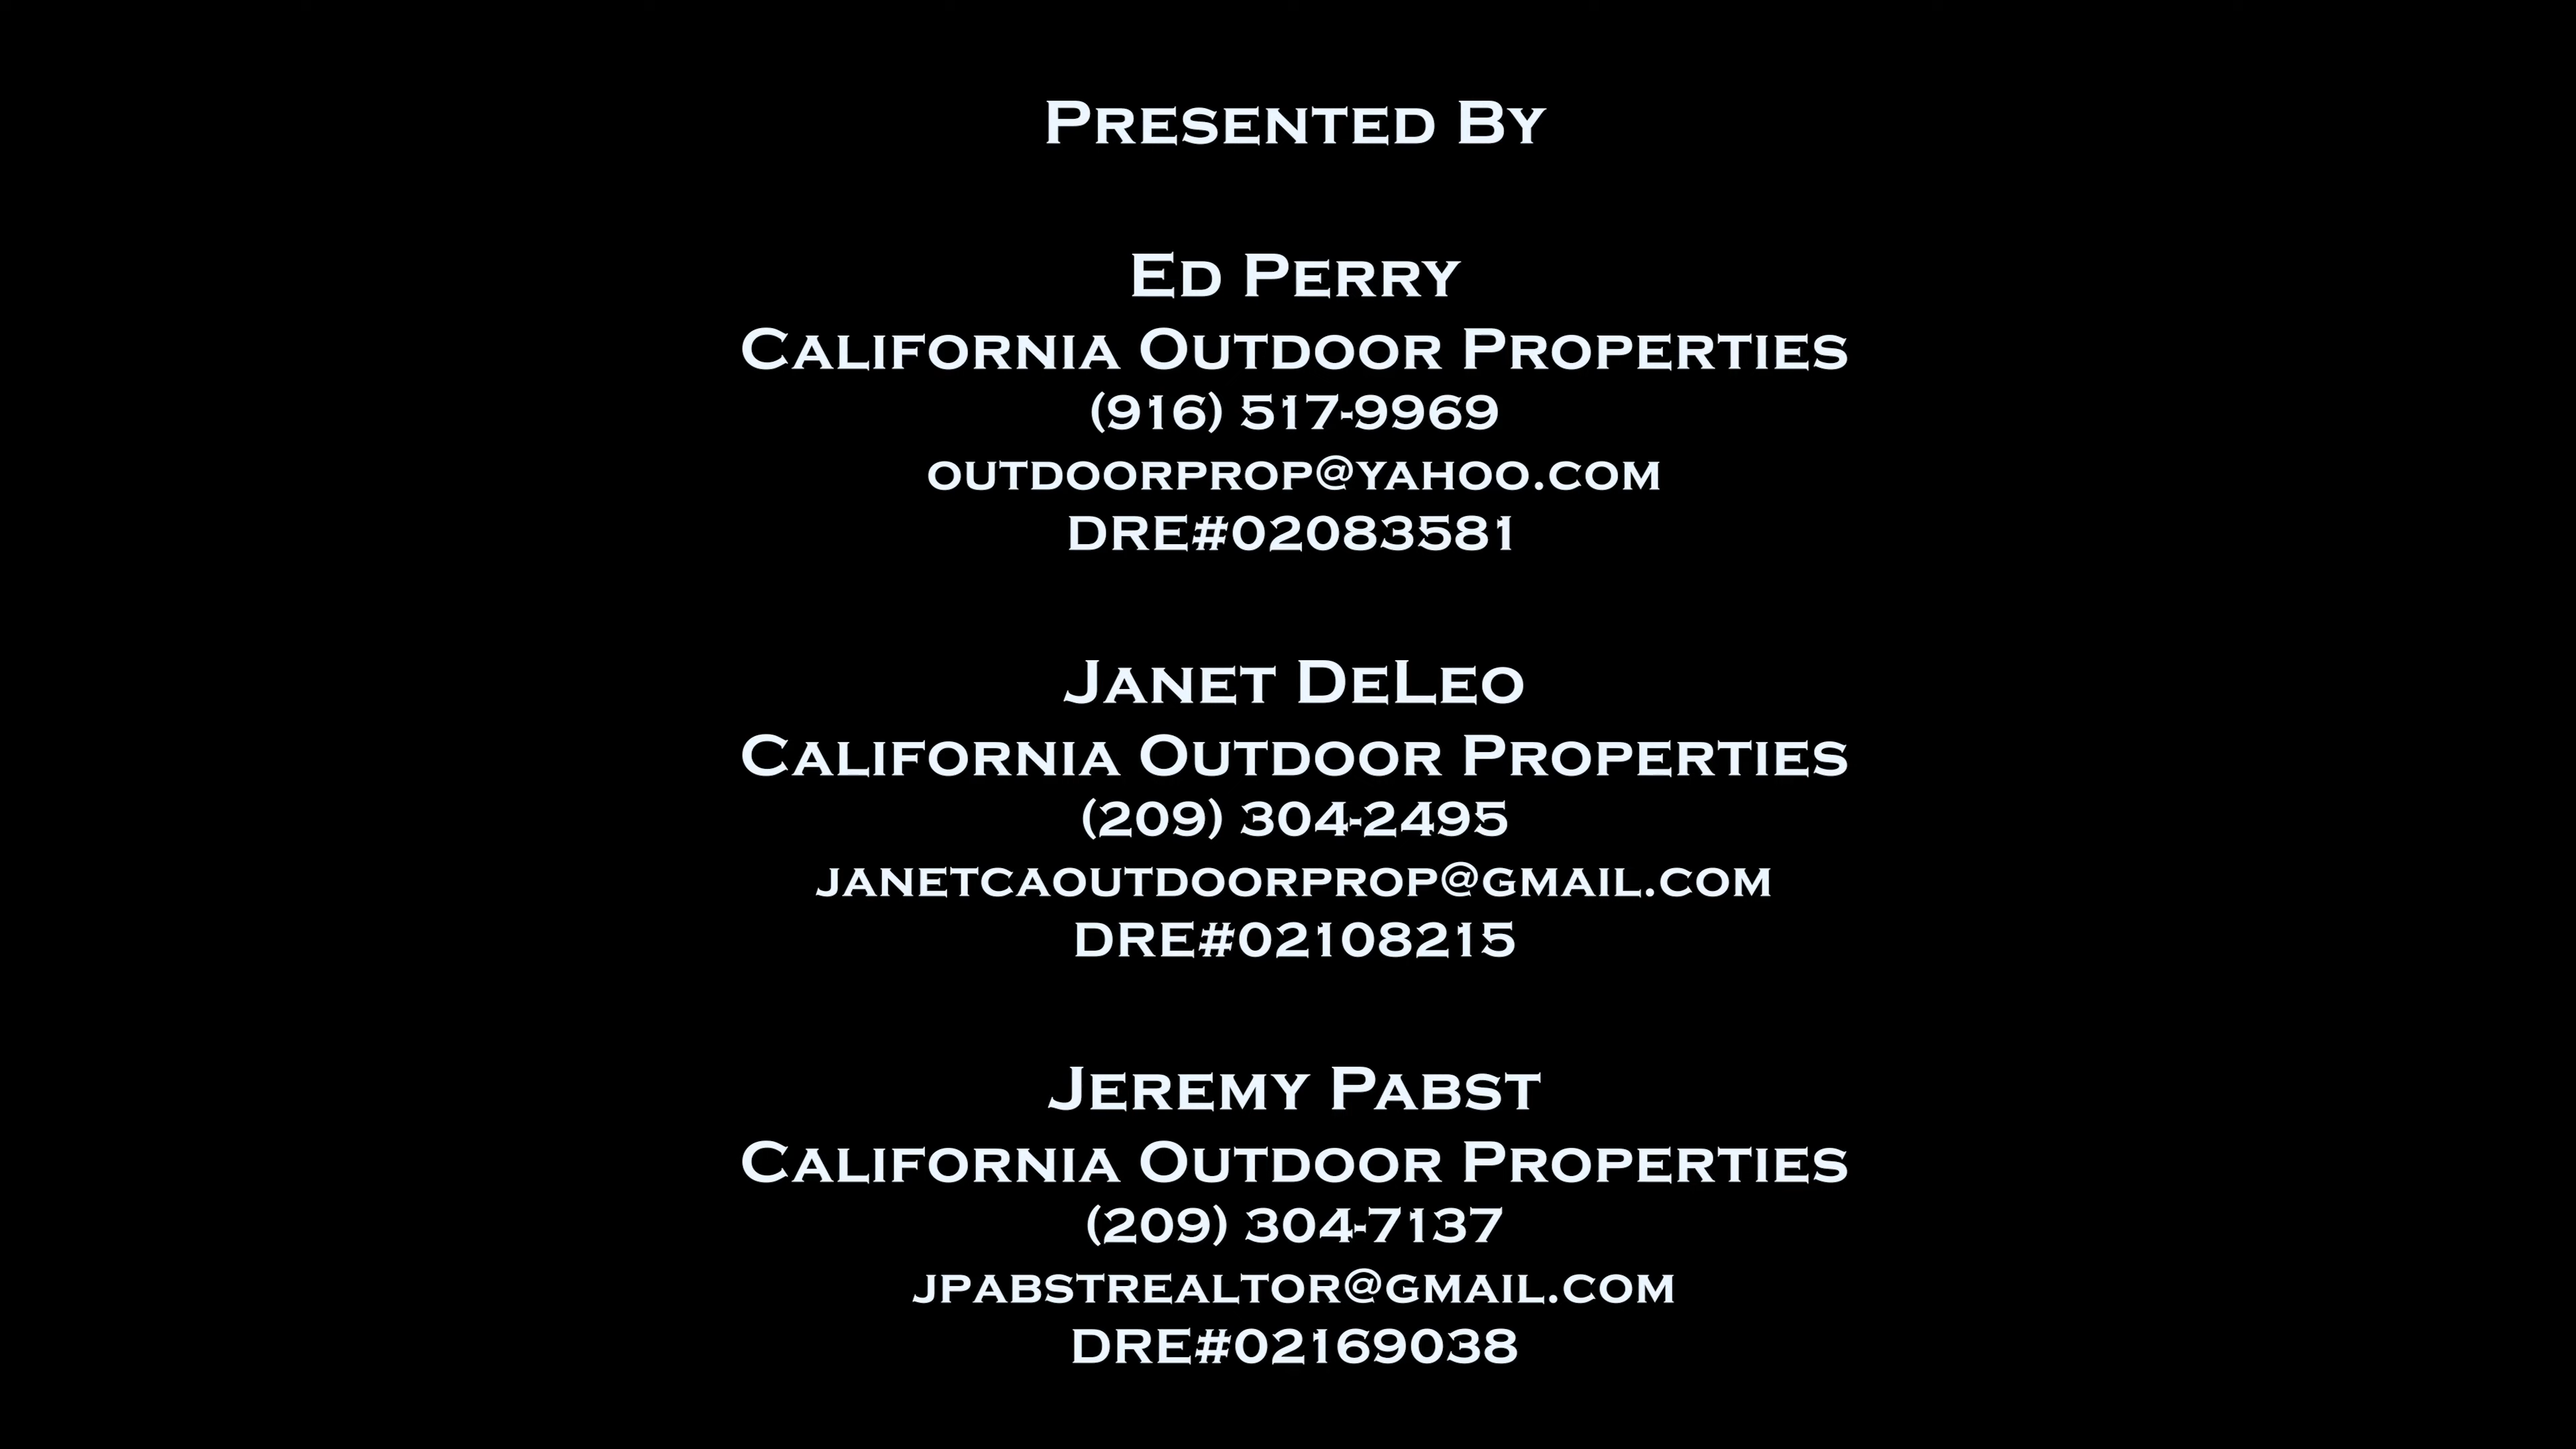 Presented By
Ed Perry
California Outdoor Properties
(916) 517-9969
outdoorprop@yahoo.com
DRE#02083581
Janet DeLeo
California Outdoor Properties
(209) 304-2495
janetcaoutdoorprop@gmail.com
DRE#02108215
Jeremy Pabst
California Outdoor Properties
(209) 304-7137
jpabstrealtor@gmail.com
DRE#02169038